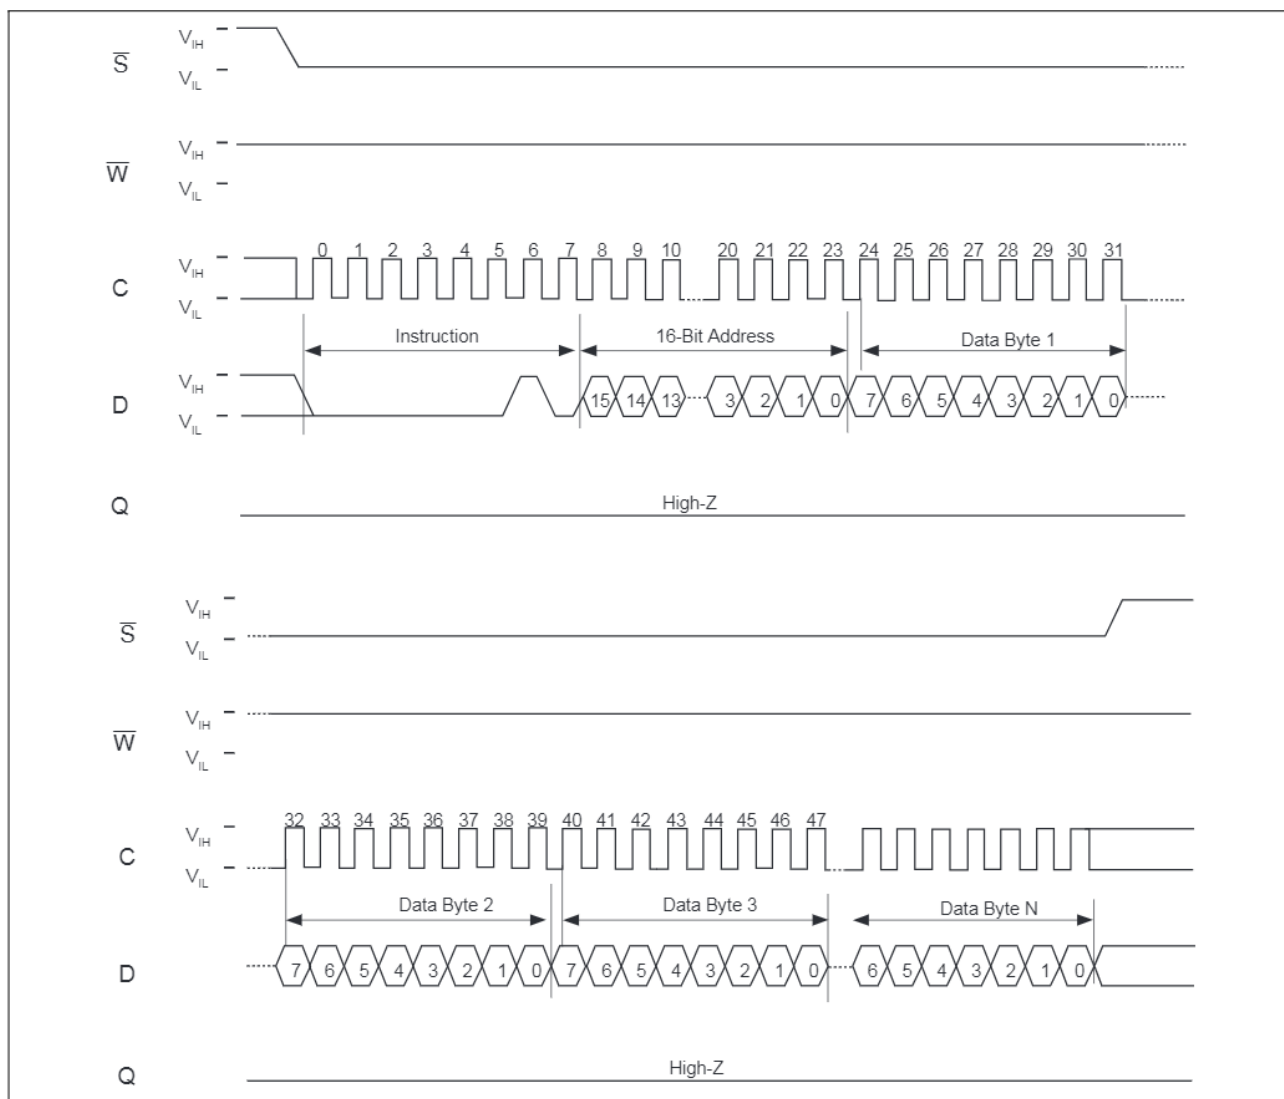 V_IH
S̅
V_IL
V_IH
W̅
V_IL
0 1 2 3 4 5 6 7 8 9 10 20 21 22 23 24 25 26 27 28 29 30 31
V_IH
C
V_IL
Instruction 16-Bit Address Data Byte 1
V_IH
D 15 14 13 3 2 1 0 7 6 5 4 3 2 1 0
V_IL
High-Z
Q
V_IH
S̅
V_IL
V_IH
W̅
V_IL
32 33 34 35 36 37 38 39 40 41 42 43 44 45 46 47
V_IH
C
V_IL
Data Byte 2 Data Byte 3 Data Byte N
D 7 6 5 4 3 2 1 0 7 6 5 4 3 2 1 0 6 5 4 3 2 1 0
High-Z
Q